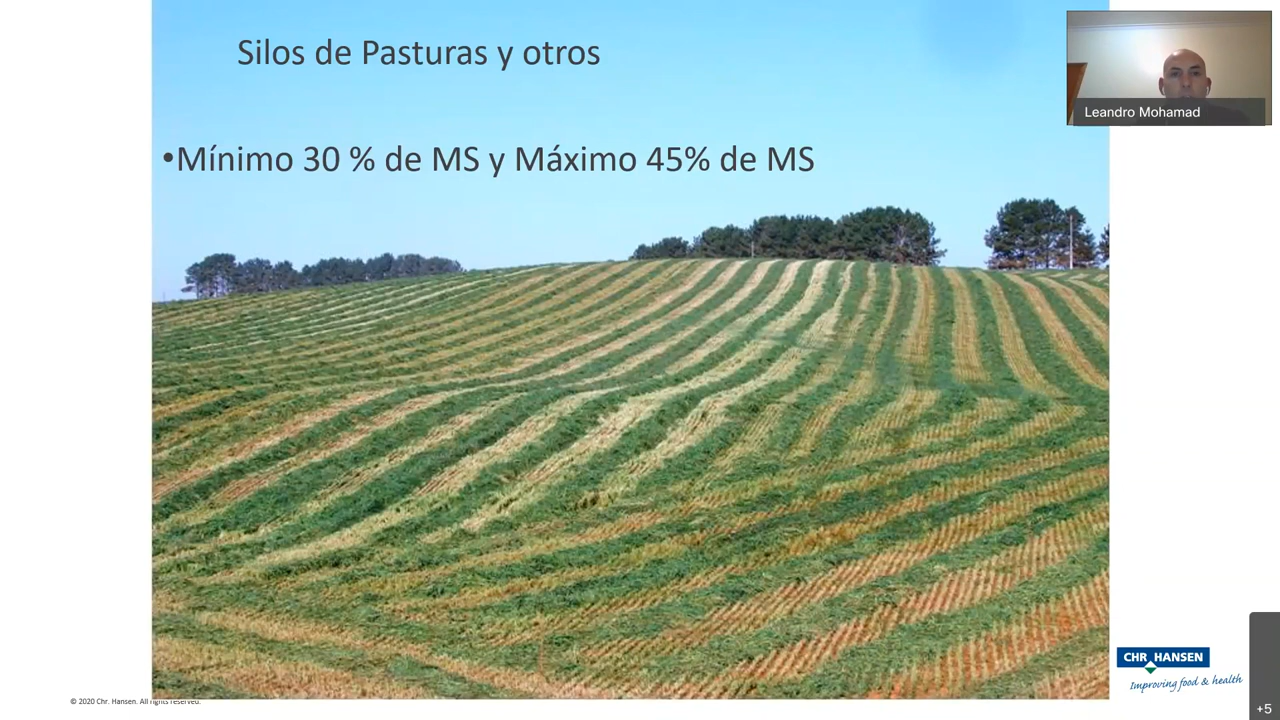 Silos de Pasturas y otros
Leandro Mohamad
•Mínimo 30 % de MS y Máximo 45% de MS
CHR HANSEN
Improving food & health
© 2020 Chr. Hansen. All rights reserved.
+5